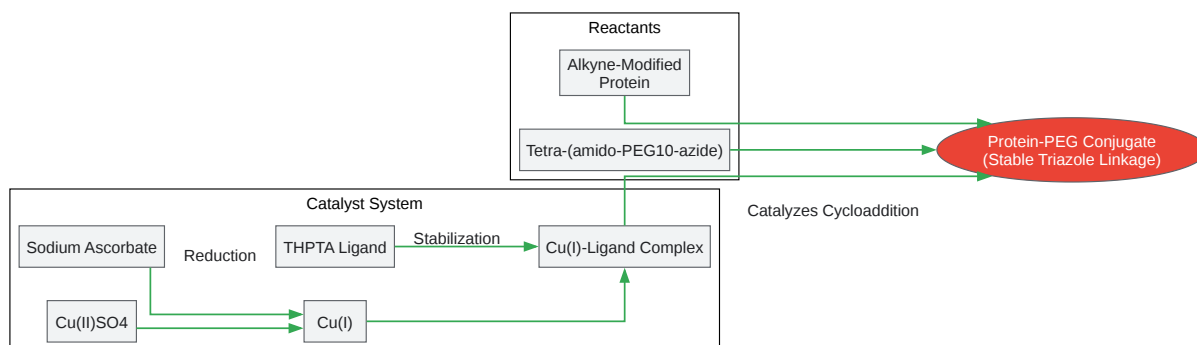 Reactants
Alkyne-Modified
Protein
Tetra-(amido-PEG10-azide)
Protein-PEG Conjugate
(Stable Triazole Linkage)
Catalyst System
Catalyzes Cycloaddition
Sodium Ascorbate
Reduction
THPTA Ligand
Stabilization
Cu(I)-Ligand Complex
Cu(II)SO4
Cu(I)